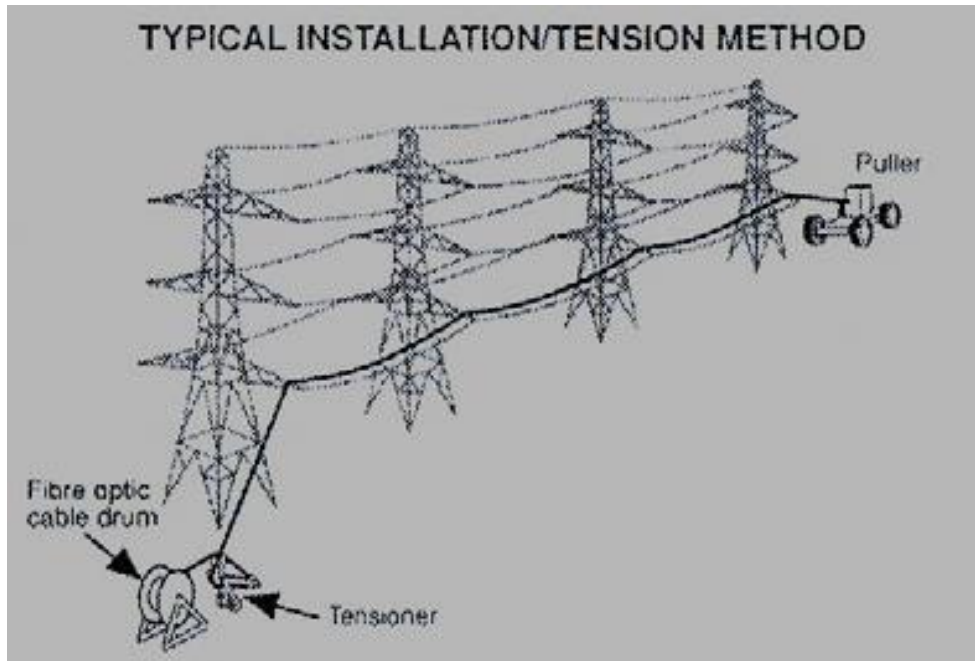 TYPICAL INSTALLATION/TENSION METHOD
Puller
Fibre optic
cable drum
Tensioner